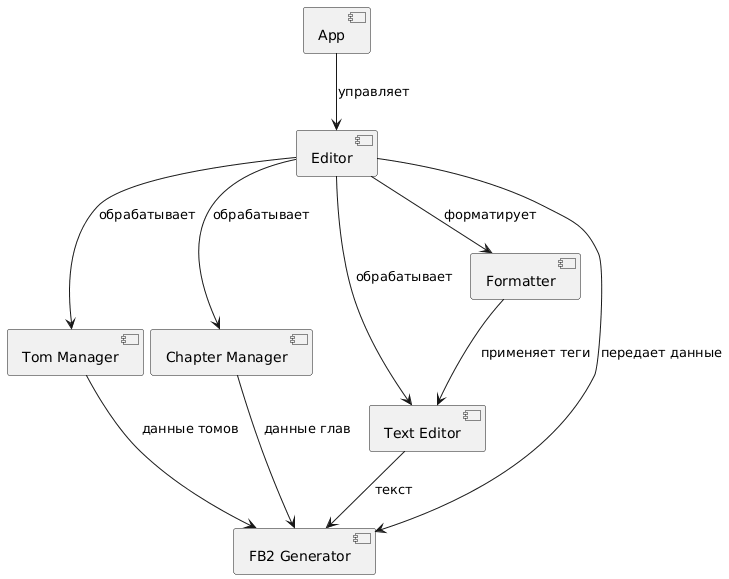 App
управляет
Editor
обрабатывает
обрабатывает
форматирует
обрабатывает
Formatter
Tom Manager
Chapter Manager
применяет теги
передает данные
данные томов
данные глав
Text Editor
текст
FB2 Generator